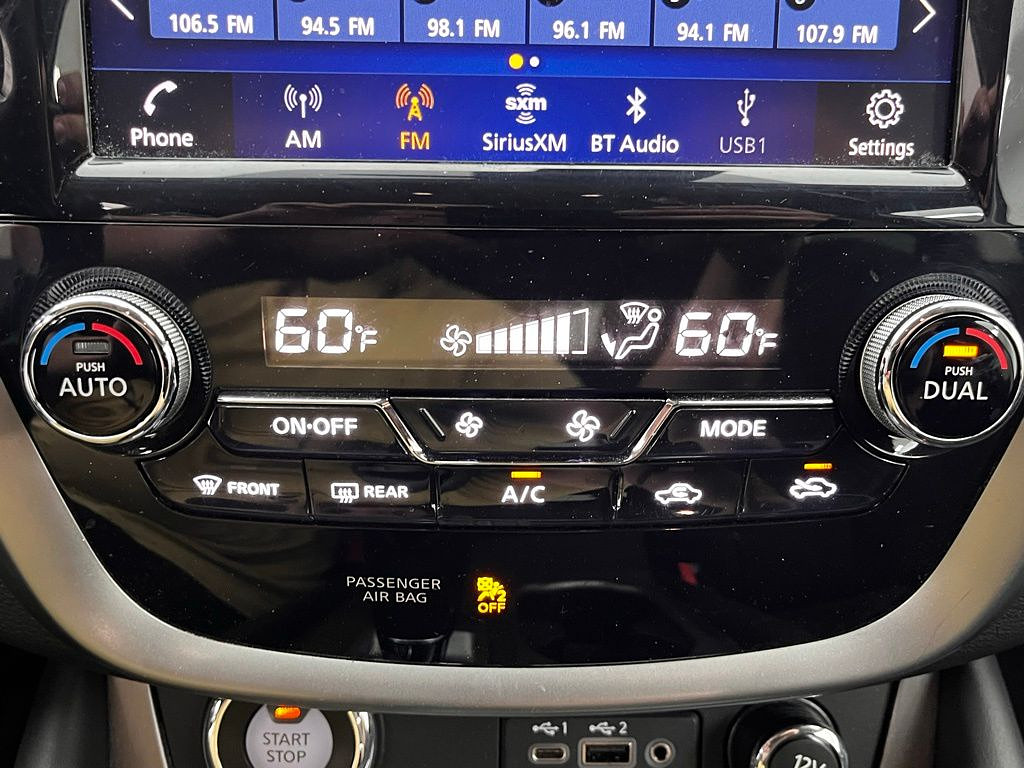 106.5 FM 94.5 FM 98.1 FM 96.1 FM 94.1 FM 107.9 FM
Phone AM FM SiriusXM BT Audio USB1 Settings
sxm
60°F 60°F
PUSH
AUTO
PUSH
DUAL
ON•OFF MODE
FRONT REAR A/C
PASSENGER
AIR BAG
2
OFF
START
STOP
1 2
12V